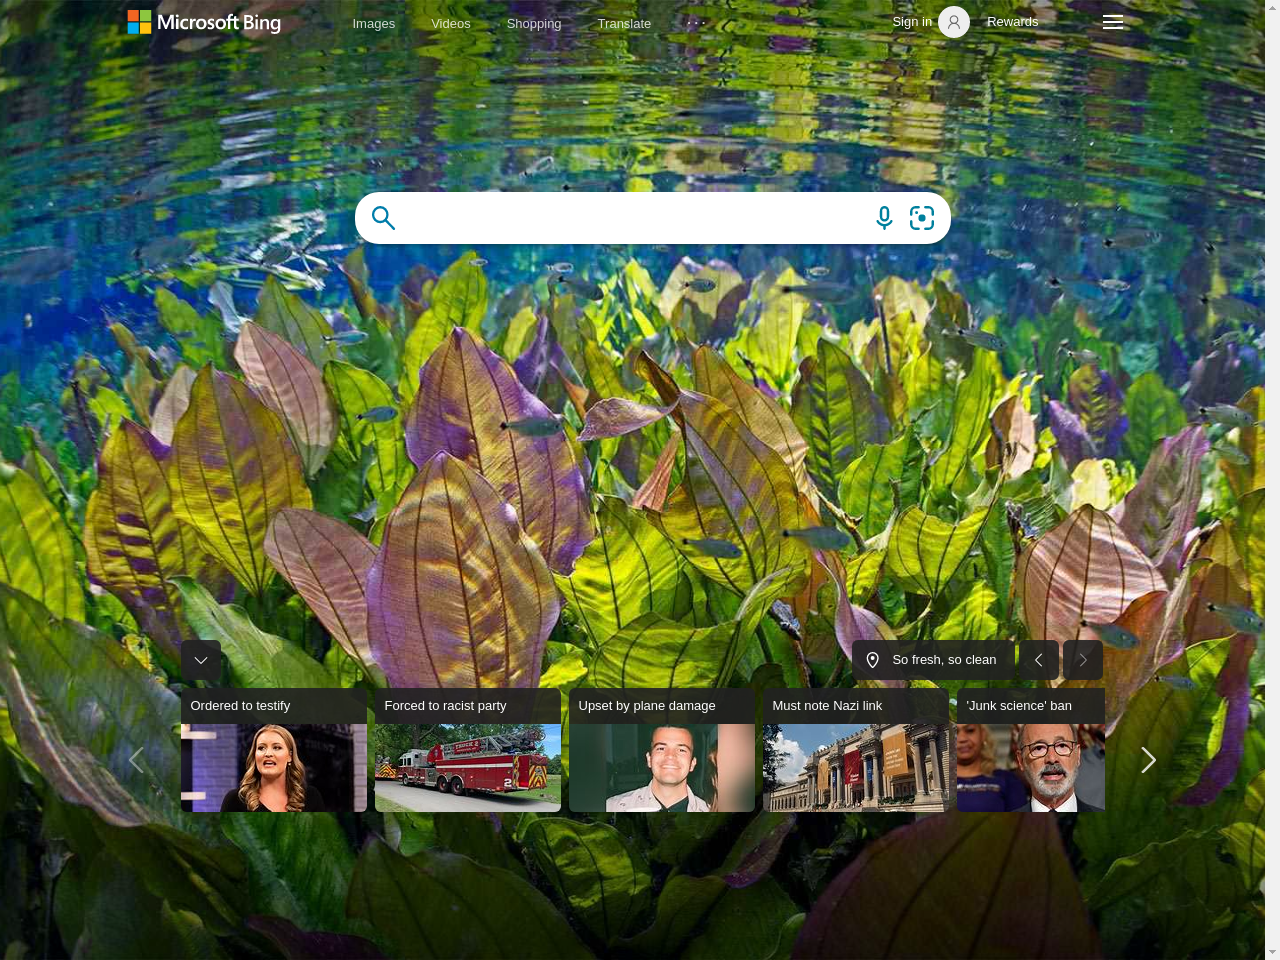 Microsoft Bing
Images
Videos
Shopping
Translate
Sign in
Rewards
So fresh, so clean
Ordered to testify
Forced to racist party
Upset by plane damage
Must note Nazi link
'Junk science' ban